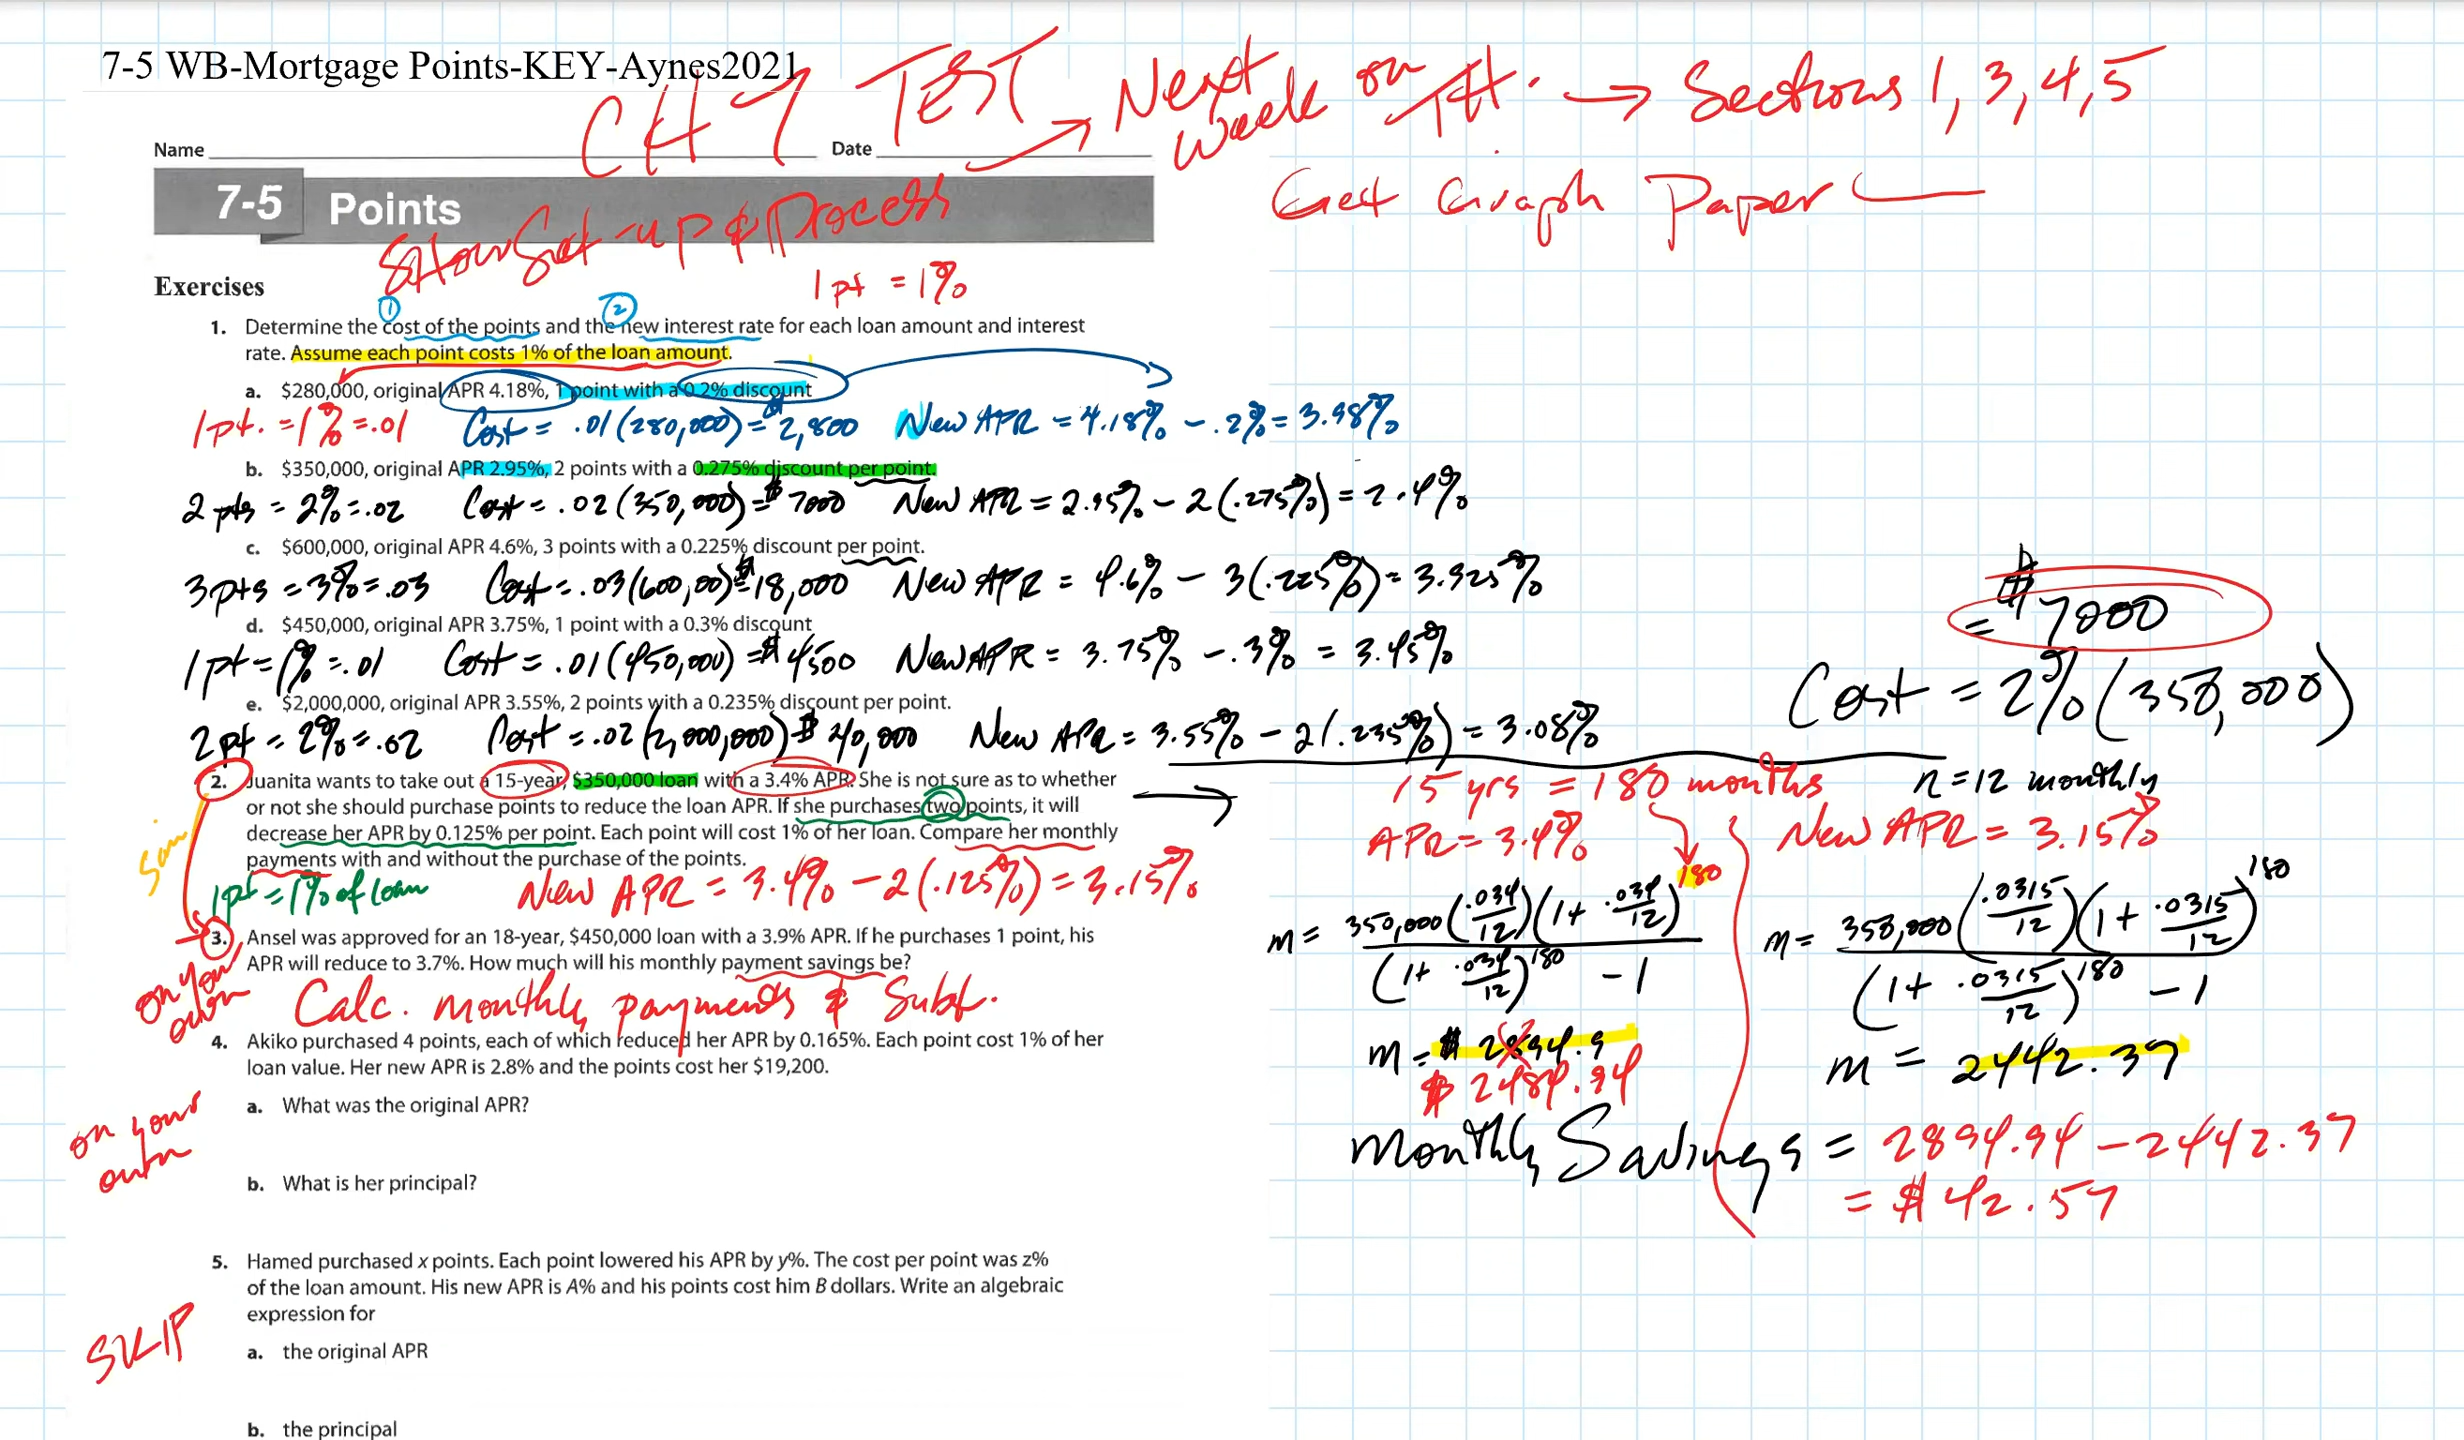 7-5 WB-Mortgage Points-KEY-Aynes2021
CH 7 TEST → Next week on TH. → Sections 1, 3, 4, 5
Get Graph Paper
Name Date
7-5 Points
Show Set-up & Process
Exercises
1 pt = 1%
① ②
1. Determine the cost of the points and the new interest rate for each loan amount and interest
rate. Assume each point costs 1% of the loan amount.
a. $280,000, original APR 4.18%, 1 point with a 0.2% discount
1pt. = 1% = .01 Cost = .01(280,000) = $2,800 New APR = 4.18% - .2% = 3.98%
b. $350,000, original APR 2.95%, 2 points with a 0.275% discount per point.
2 pts = 2% = .02 Cost = .02(350,000) = $7000 New APR = 2.95% - 2(.275%) = 2.4%
c. $600,000, original APR 4.6%, 3 points with a 0.225% discount per point.
3pts = 3% = .03 Cost = .03(600,00) = $18,000 New APR = 4.6% - 3(.225%) = 3.925%
d. $450,000, original APR 3.75%, 1 point with a 0.3% discount
1pt = 1% = .01 Cost = .01(450,000) = $4500 New APR = 3.75% - .3% = 3.45%
e. $2,000,000, original APR 3.55%, 2 points with a 0.235% discount per point.
2pt = 2% = .02 Cost = .02(2,000,000) = $40,000 New APR = 3.55% - 2(.235%) = 3.08%
= $7000
Cost = 2%(350,000)
2. Juanita wants to take out a 15-year, $350,000 loan with a 3.4% APR. She is not sure as to whether
or not she should purchase points to reduce the loan APR. If she purchases two points, it will
decrease her APR by 0.125% per point. Each point will cost 1% of her loan. Compare her monthly
payments with and without the purchase of the points.
1pt = 1% of loan New APR = 3.4% - 2(.125%) = 3.15%
15 yrs = 180 months n = 12 monthly
APR = 3.4% New APR = 3.15%
m = 350,000(.034/12)(1 + .034/12)^180 / (1 + .034/12)^180 - 1
m = 350,000(.0315/12)(1 + .0315/12)^180 / (1 + .0315/12)^180 - 1
m = $2894.9
$2484.94
m = 2442.37
Monthly Savings = 2894.94 - 2442.37
= $42.57
3. Ansel was approved for an 18-year, $450,000 loan with a 3.9% APR. If he purchases 1 point, his
APR will reduce to 3.7%. How much will his monthly payment savings be?
on your own
Calc. monthly payments & Subt.
4. Akiko purchased 4 points, each of which reduced her APR by 0.165%. Each point cost 1% of her
loan value. Her new APR is 2.8% and the points cost her $19,200.
a. What was the original APR?
on your own
b. What is her principal?
5. Hamed purchased x points. Each point lowered his APR by y%. The cost per point was z%
of the loan amount. His new APR is A% and his points cost him B dollars. Write an algebraic
expression for
SKIP
a. the original APR
b. the principal